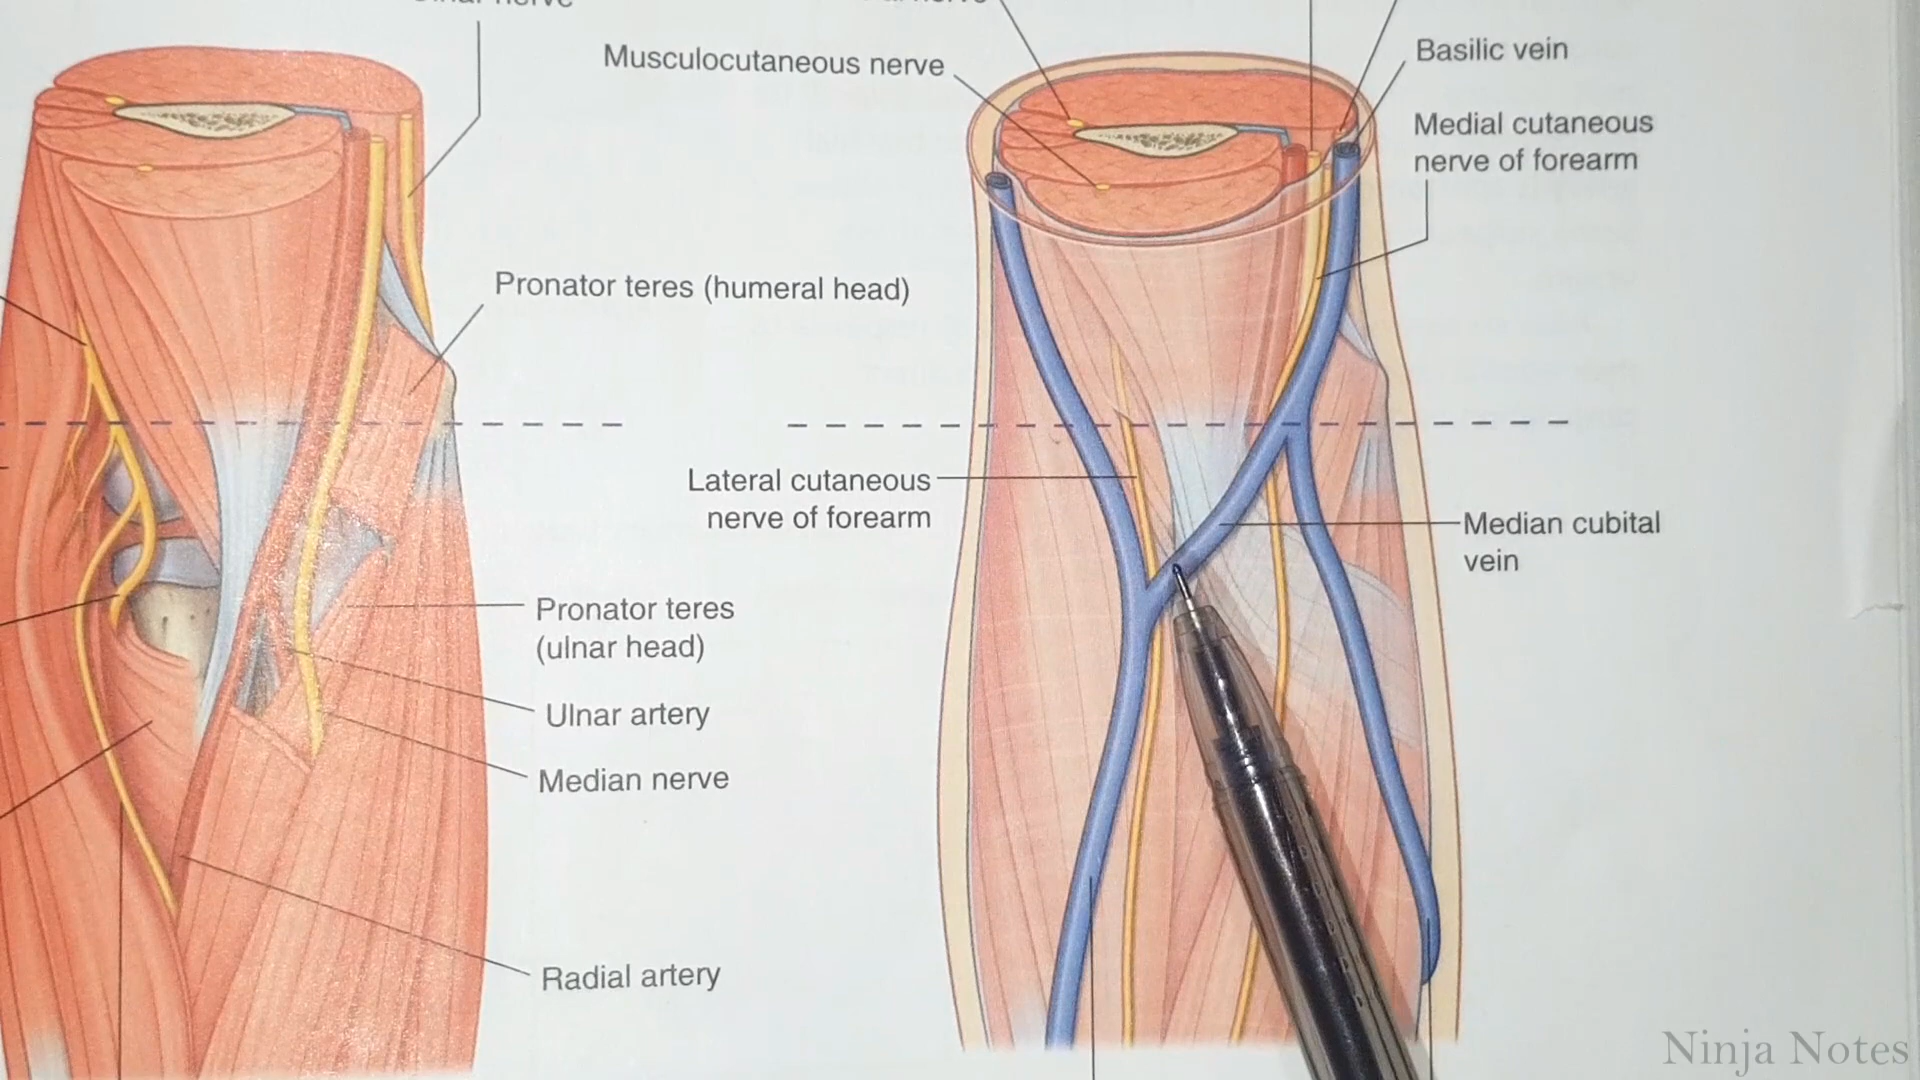 Musculocutaneous nerve
Basilic vein
Medial cutaneous
nerve of forearm
Pronator teres (humeral head)
Lateral cutaneous
nerve of forearm
Median cubital
vein
Pronator teres
(ulnar head)
Ulnar artery
Median nerve
Radial artery
Ninja Notes